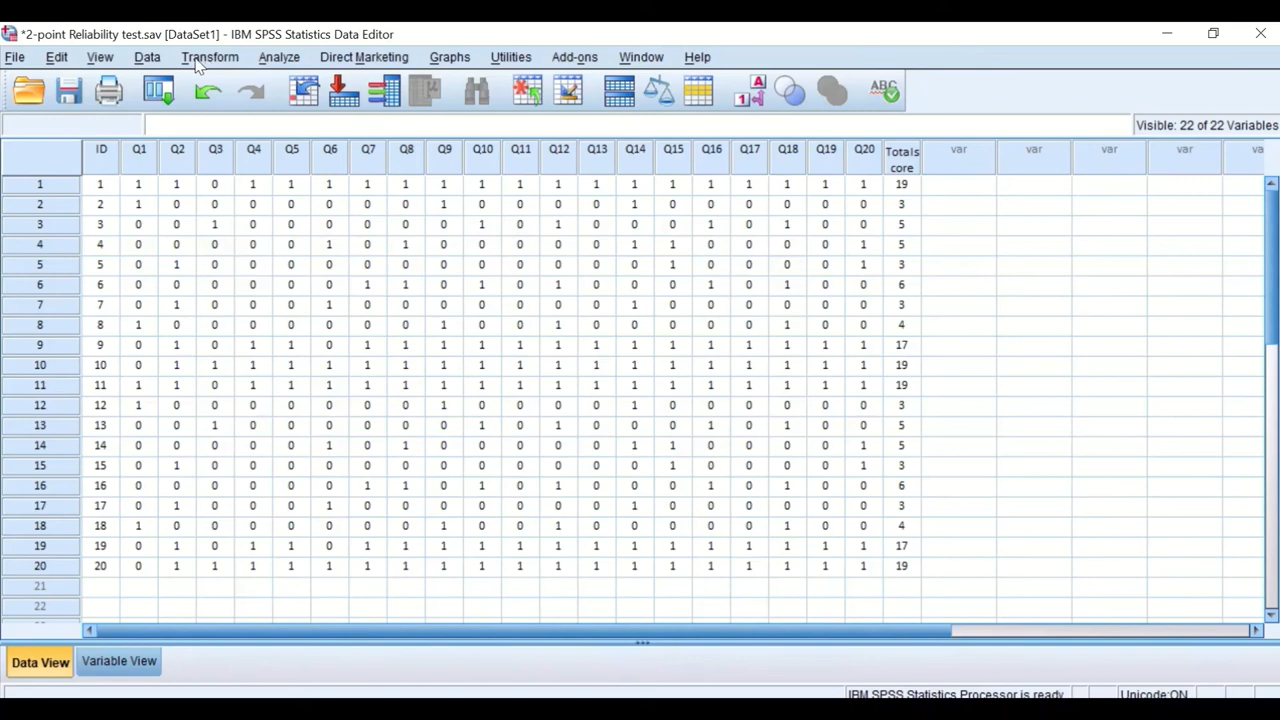 *2-point Reliability test.sav [DataSet1] - IBM SPSS Statistics Data Editor
File Edit View Data Transform Analyze Direct Marketing Graphs Utilities Add-ons Window Help
A 1 ABC
Visible: 22 of 22 Variables
ID Q1 Q2 Q3 Q4 Q5 Q6 Q7 Q8 Q9 Q10 Q11 Q12 Q13 Q14 Q15 Q16 Q17 Q18 Q19 Q20 Totals core var var var var va
1 1 1 1 0 1 1 1 1 1 1 1 1 1 1 1 1 1 1 1 1 1 19
2 2 1 0 0 0 0 0 0 0 1 0 0 0 0 1 0 0 0 0 0 0 3
3 3 0 0 1 0 0 0 0 0 0 1 0 1 0 0 0 1 0 1 0 0 5
4 4 0 0 0 0 0 1 0 1 0 0 0 0 0 1 1 0 0 0 0 1 5
5 5 0 1 0 0 0 0 0 0 0 0 0 0 0 0 1 0 0 0 0 1 3
6 6 0 0 0 0 0 0 1 1 0 1 0 1 0 0 0 1 0 1 0 0 6
7 7 0 1 0 0 0 1 0 0 0 0 0 0 0 1 0 0 0 0 0 0 3
8 8 1 0 0 0 0 0 0 0 1 0 0 1 0 0 0 0 0 1 0 0 4
9 9 0 1 0 1 1 0 1 1 1 1 1 1 1 1 1 1 1 1 1 1 17
10 10 0 1 1 1 1 1 1 1 1 1 1 1 1 1 1 1 1 1 1 1 19
11 11 1 1 0 1 1 1 1 1 1 1 1 1 1 1 1 1 1 1 1 1 19
12 12 1 0 0 0 0 0 0 0 1 0 0 0 0 1 0 0 0 0 0 0 3
13 13 0 0 1 0 0 0 0 0 0 1 0 1 0 0 0 1 0 1 0 0 5
14 14 0 0 0 0 0 1 0 1 0 0 0 0 0 1 1 0 0 0 0 1 5
15 15 0 1 0 0 0 0 0 0 0 0 0 0 0 0 1 0 0 0 0 1 3
16 16 0 0 0 0 0 0 1 1 0 1 0 1 0 0 0 1 0 1 0 0 6
17 17 0 1 0 0 0 1 0 0 0 0 0 0 0 1 0 0 0 0 0 0 3
18 18 1 0 0 0 0 0 0 0 1 0 0 1 0 0 0 0 0 1 0 0 4
19 19 0 1 0 1 1 0 1 1 1 1 1 1 1 1 1 1 1 1 1 1 17
20 20 0 1 1 1 1 1 1 1 1 1 1 1 1 1 1 1 1 1 1 1 19
21
22
Data View Variable View
IBM SPSS Statistics Processor is ready Unicode:ON